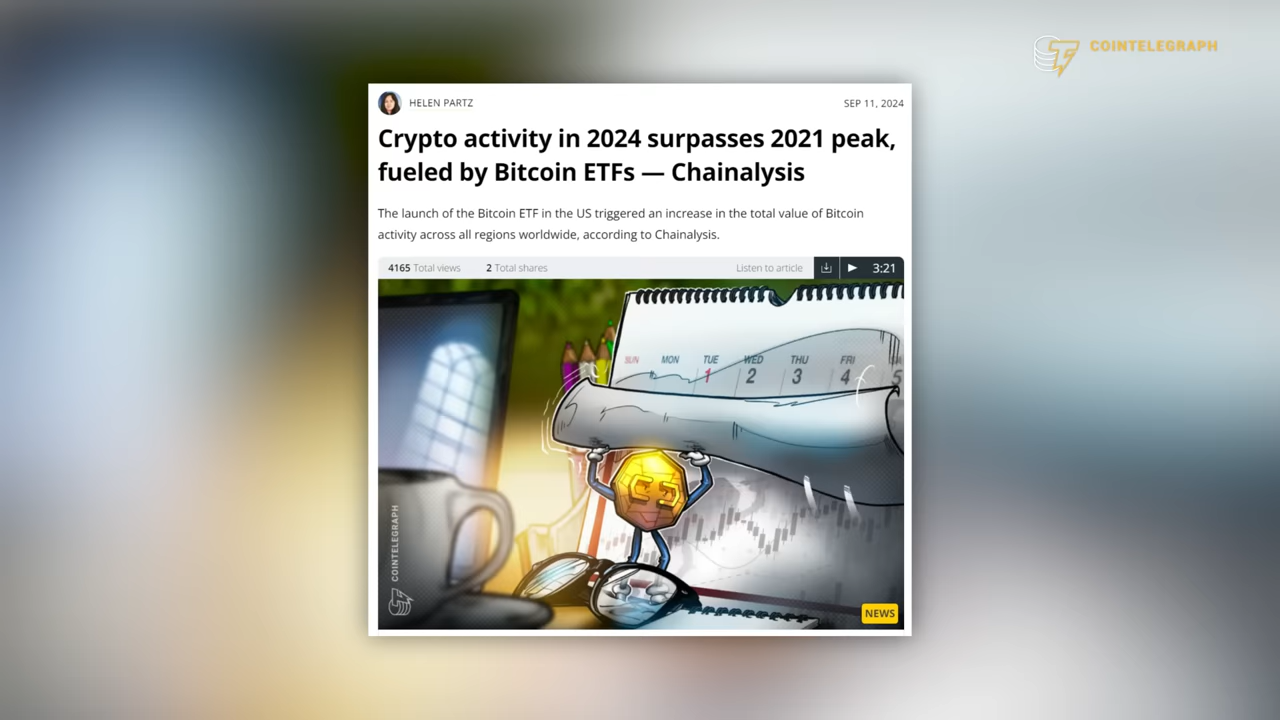 COINTELEGRAPH
HELEN PARTZ
SEP 11, 2024
Crypto activity in 2024 surpasses 2021 peak,
fueled by Bitcoin ETFs — Chainalysis
The launch of the Bitcoin ETF in the US triggered an increase in the total value of Bitcoin
activity across all regions worldwide, according to Chainalysis.
4165 Total views 2 Total shares Listen to article 3:21
SUN MON TUE WED THU FRI SA
1 2 3 4 5
COINTELEGRAPH
NEWS